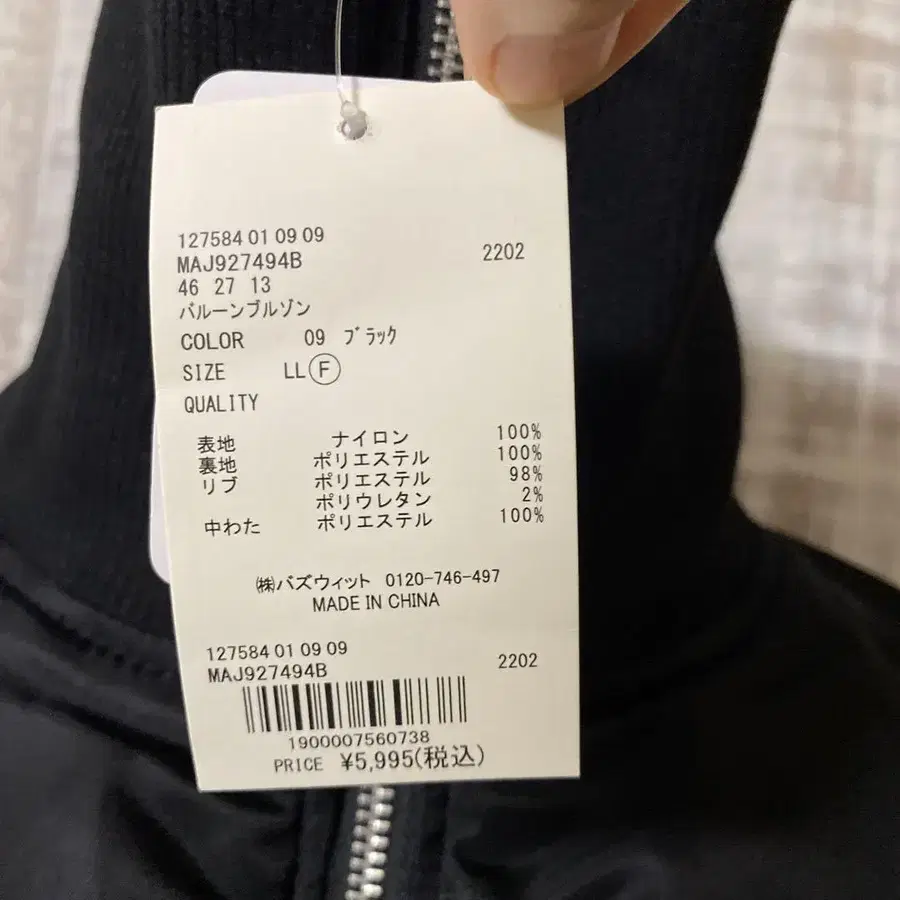 127584 01 09 09
MAJ927494B 2202
46 27 13
バルーンブルゾン
COLOR 09 ブラック
SIZE LL Ⓕ
QUALITY
表地 ナイロン 100%
裏地 ポリエステル 100%
リブ ポリエステル 98%
ポリウレタン 2%
中わた ポリエステル 100%
㈱バズウィット 0120-746-497
MADE IN CHINA
127584 01 09 09
MAJ927494B 2202
1900007560738
PRICE ¥5,995(税込)